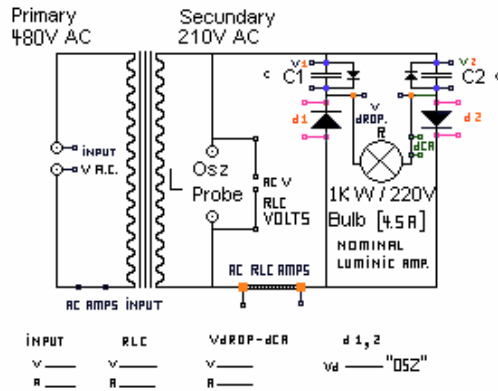 Primary
480V AC
Secundary
210V AC
V1
C1
V2
C2
d1
V
dROP.
R
d2
dCA
INPUT
V A.C.
Osz
Probe
AC V
RLC
VOLTS
1KW/220V
Bulb [4.5A]
NOMINAL
LUMINIC AMP.
AC RLC AMPS
AC AMPS INPUT
INPUT
RLC
VdROP-dCA
d 1,2
V
V
V
Vd "OSZ"
A
A
A